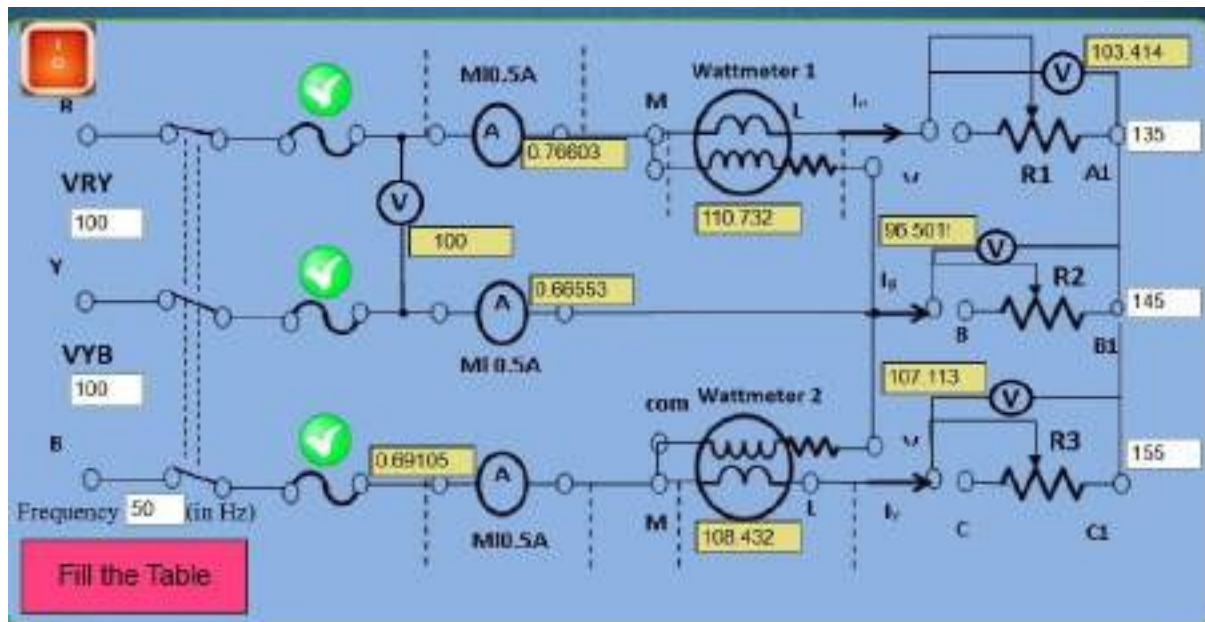 I
O
MI0.5A
Wattmeter 1
V
103.414
R
M
L
A
0.76603
135
VRY
R1
A1
100
V
110.732
100
96.501
V
Y
0.66553
R2
A
145
B
B1
VYB
MI 0.5A
100
107.113
com
Wattmeter 2
V
B
0.69105
R3
155
A
Frequency 50 (in Hz)
M
L
C
C1
MI0.5A
108.432
Fill the Table